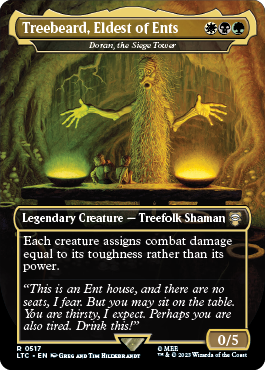 Treebeard, Eldest of Ents
Doran, the Siege Tower
Legendary Creature — Treefolk Shaman
Each creature assigns combat damage
equal to its toughness rather than its
power.
“This is an Ent house, and there are no
seats, I fear. But you may sit on the table.
You are thirsty, I expect. Perhaps you are
also tired. Drink this!”
0/5
R 0517
LTC • EN Greg and Tim Hildebrandt
© MEE
™ & © 2023 Wizards of the Coast